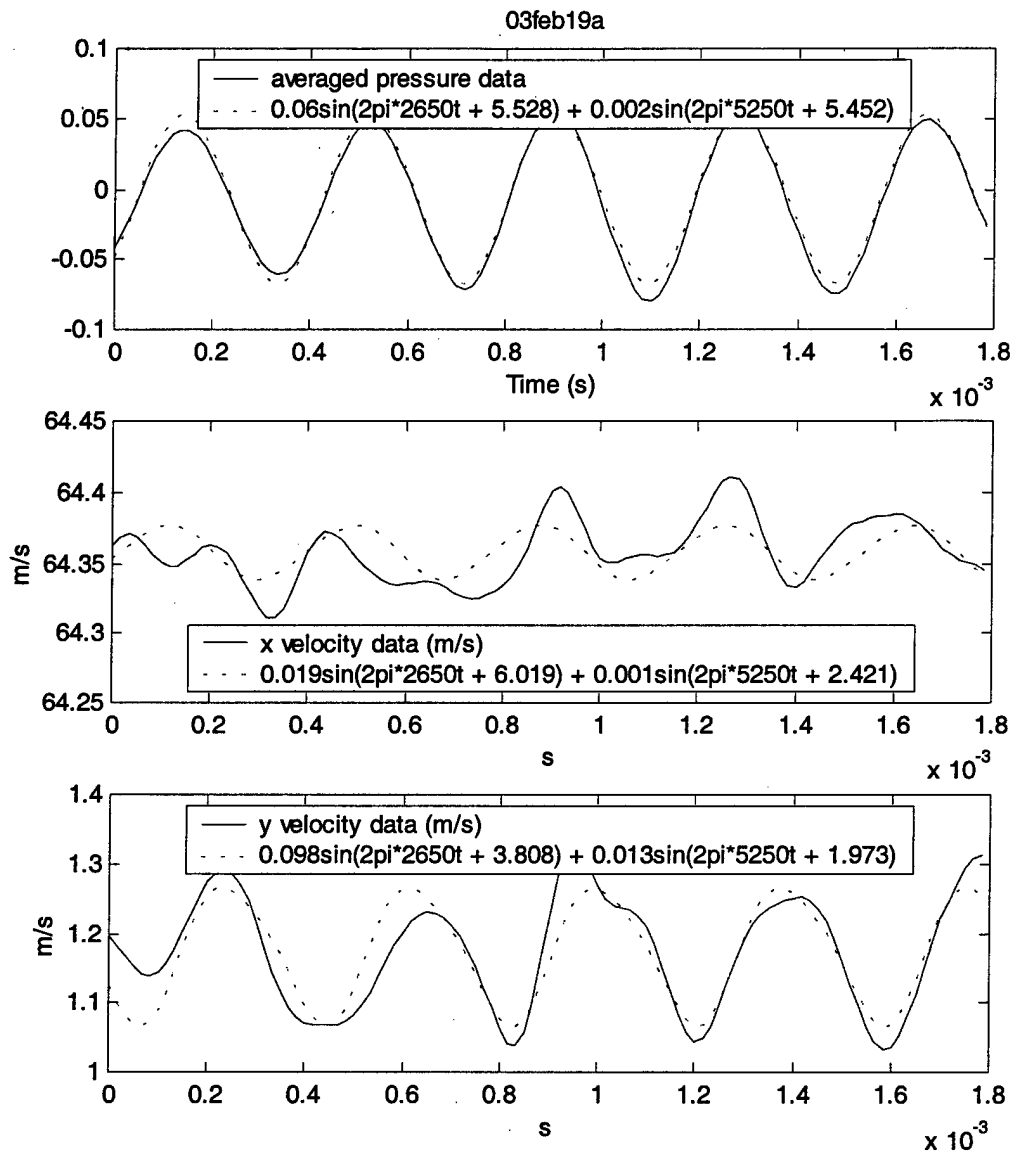 03feb19a
0.1
averaged pressure data
0.06sin(2pi*2650t + 5.528) + 0.002sin(2pi*5250t + 5.452)
0.05
0
-0.05
-0.1
0 0.2 0.4 0.6 0.8 1 1.2 1.4 1.6 1.8
Time (s)
x 10-3
64.45
64.4
64.35
64.3
64.25
m/s
x velocity data (m/s)
0.019sin(2pi*2650t + 6.019) + 0.001sin(2pi*5250t + 2.421)
0 0.2 0.4 0.6 0.8 1 1.2 1.4 1.6 1.8
s
x 10-3
1.4
1.3
1.2
1.1
1
m/s
y velocity data (m/s)
0.098sin(2pi*2650t + 3.808) + 0.013sin(2pi*5250t + 1.973)
0 0.2 0.4 0.6 0.8 1 1.2 1.4 1.6 1.8
s
x 10-3